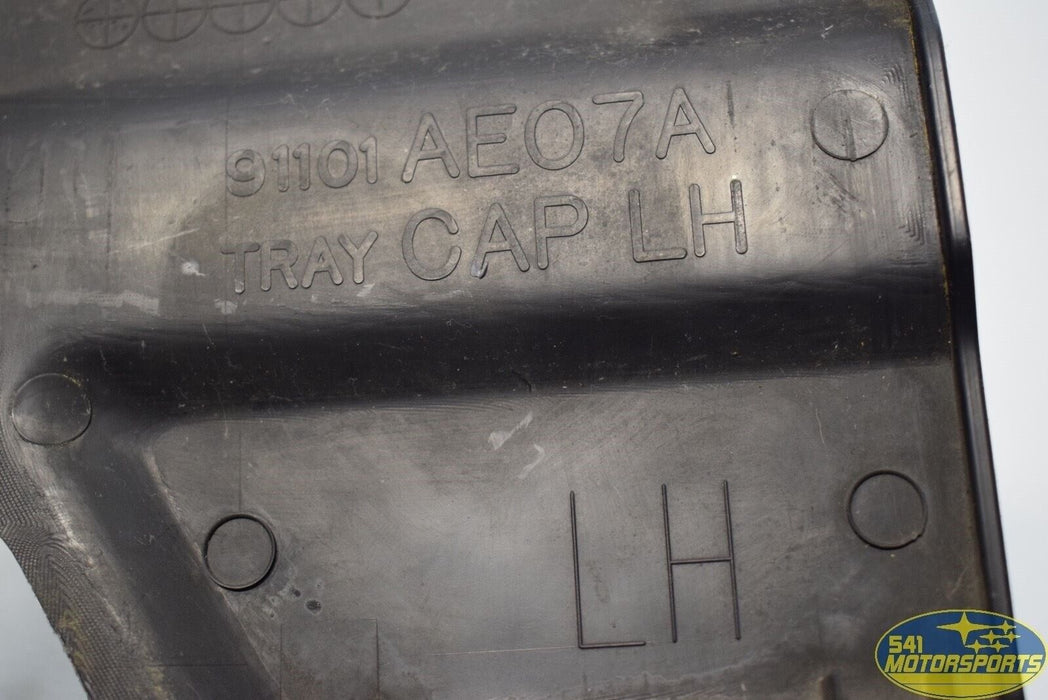 91101 AE07A
TRAY CAP LH
LH
541
MOTORSPORTS